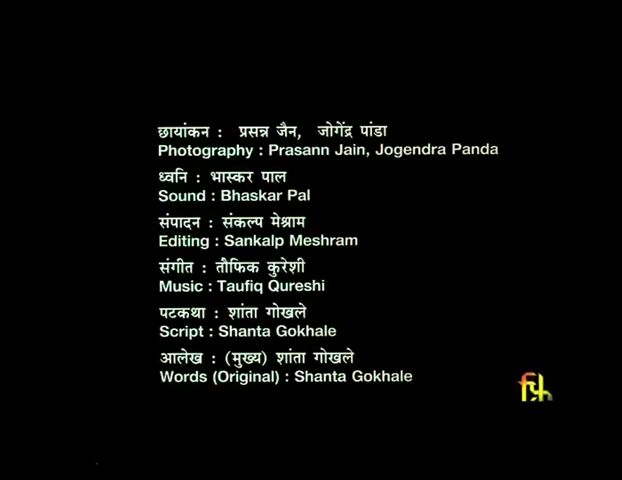 छायांकन : प्रसन्न जैन, जोगेंद्र पांडा
Photography : Prasann Jain, Jogendra Panda
ध्वनि : भास्कर पाल
Sound : Bhaskar Pal
संपादन : संकल्प मेश्राम
Editing : Sankalp Meshram
संगीत : तौफिक कुरेशी
Music : Taufiq Qureshi
पटकथा : शांता गोखले
Script : Shanta Gokhale
आलेख : (मुख्य) शांता गोखले
Words (Original) : Shanta Gokhale